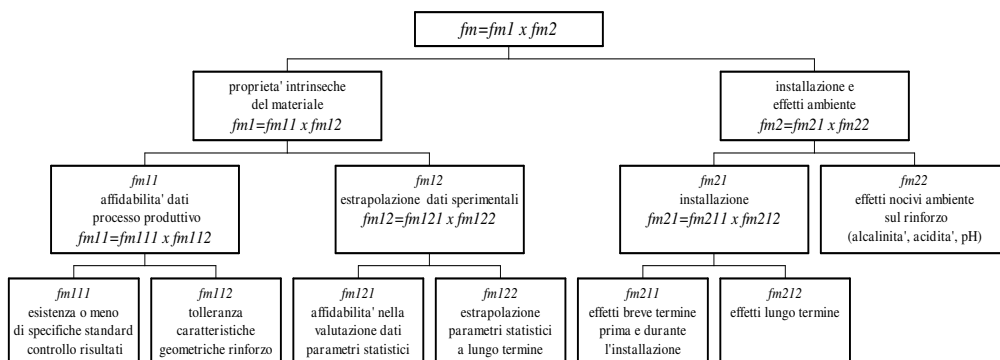 fm=fm1 x fm2
proprieta' intrinseche
del materiale
fm1=fm11 x fm12
installazione e
effetti ambiente
fm2=fm21 x fm22
fm11
affidabilita' dati
processo produttivo
fm11=fm111 x fm112
fm12
estrapolazione dati sperimentali
fm12=fm121 x fm122
fm21
installazione
fm21=fm211 x fm212
fm22
effetti nocivi ambiente
sul rinforzo
(alcalinita', acidita', pH)
fm111
esistenza o meno
di specifiche standard
controllo risultati
fm112
tolleranza
caratteristiche
geometriche rinforzo
fm121
affidabilita' nella
valutazione dati
parametri statistici
fm122
estrapolazione
parametri statistici
a lungo termine
fm211
effetti breve termine
prima e durante
l'installazione
fm212
effetti lungo termine